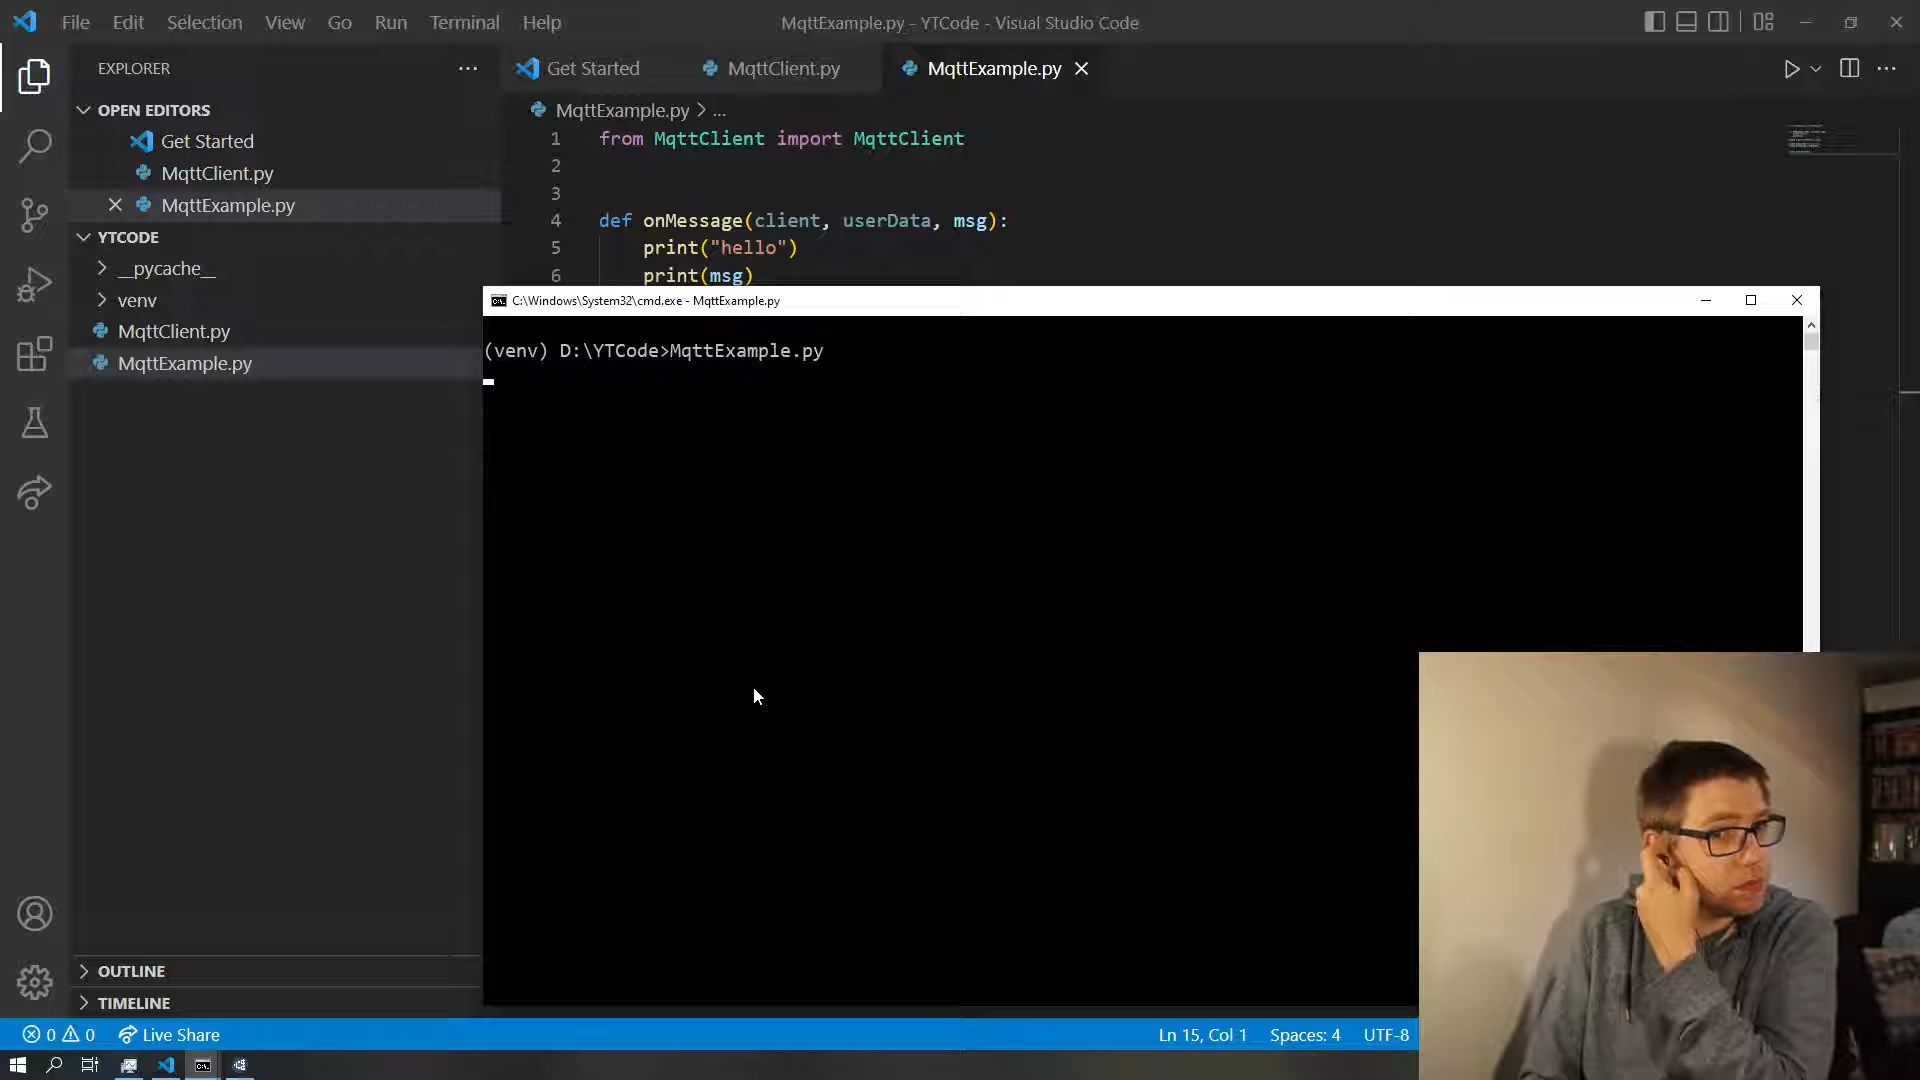 File Edit Selection View Go Run Terminal Help
MqttExample.py - YTCode - Visual Studio Code
EXPLORER
OPEN EDITORS
Get Started
MqttClient.py
MqttExample.py
YTCODE
__pycache__
venv
MqttClient.py
MqttExample.py
OUTLINE
TIMELINE
Get Started
MqttClient.py
MqttExample.py
MqttExample.py > ...
1 from MqttClient import MqttClient
2
3
4 def onMessage(client, userData, msg):
5 print("hello")
6 print(msg)
C:\Windows\System32\cmd.exe - MqttExample.py
(venv) D:\YTCode>MqttExample.py
0 0 Live Share
Ln 15, Col 1 Spaces: 4 UTF-8